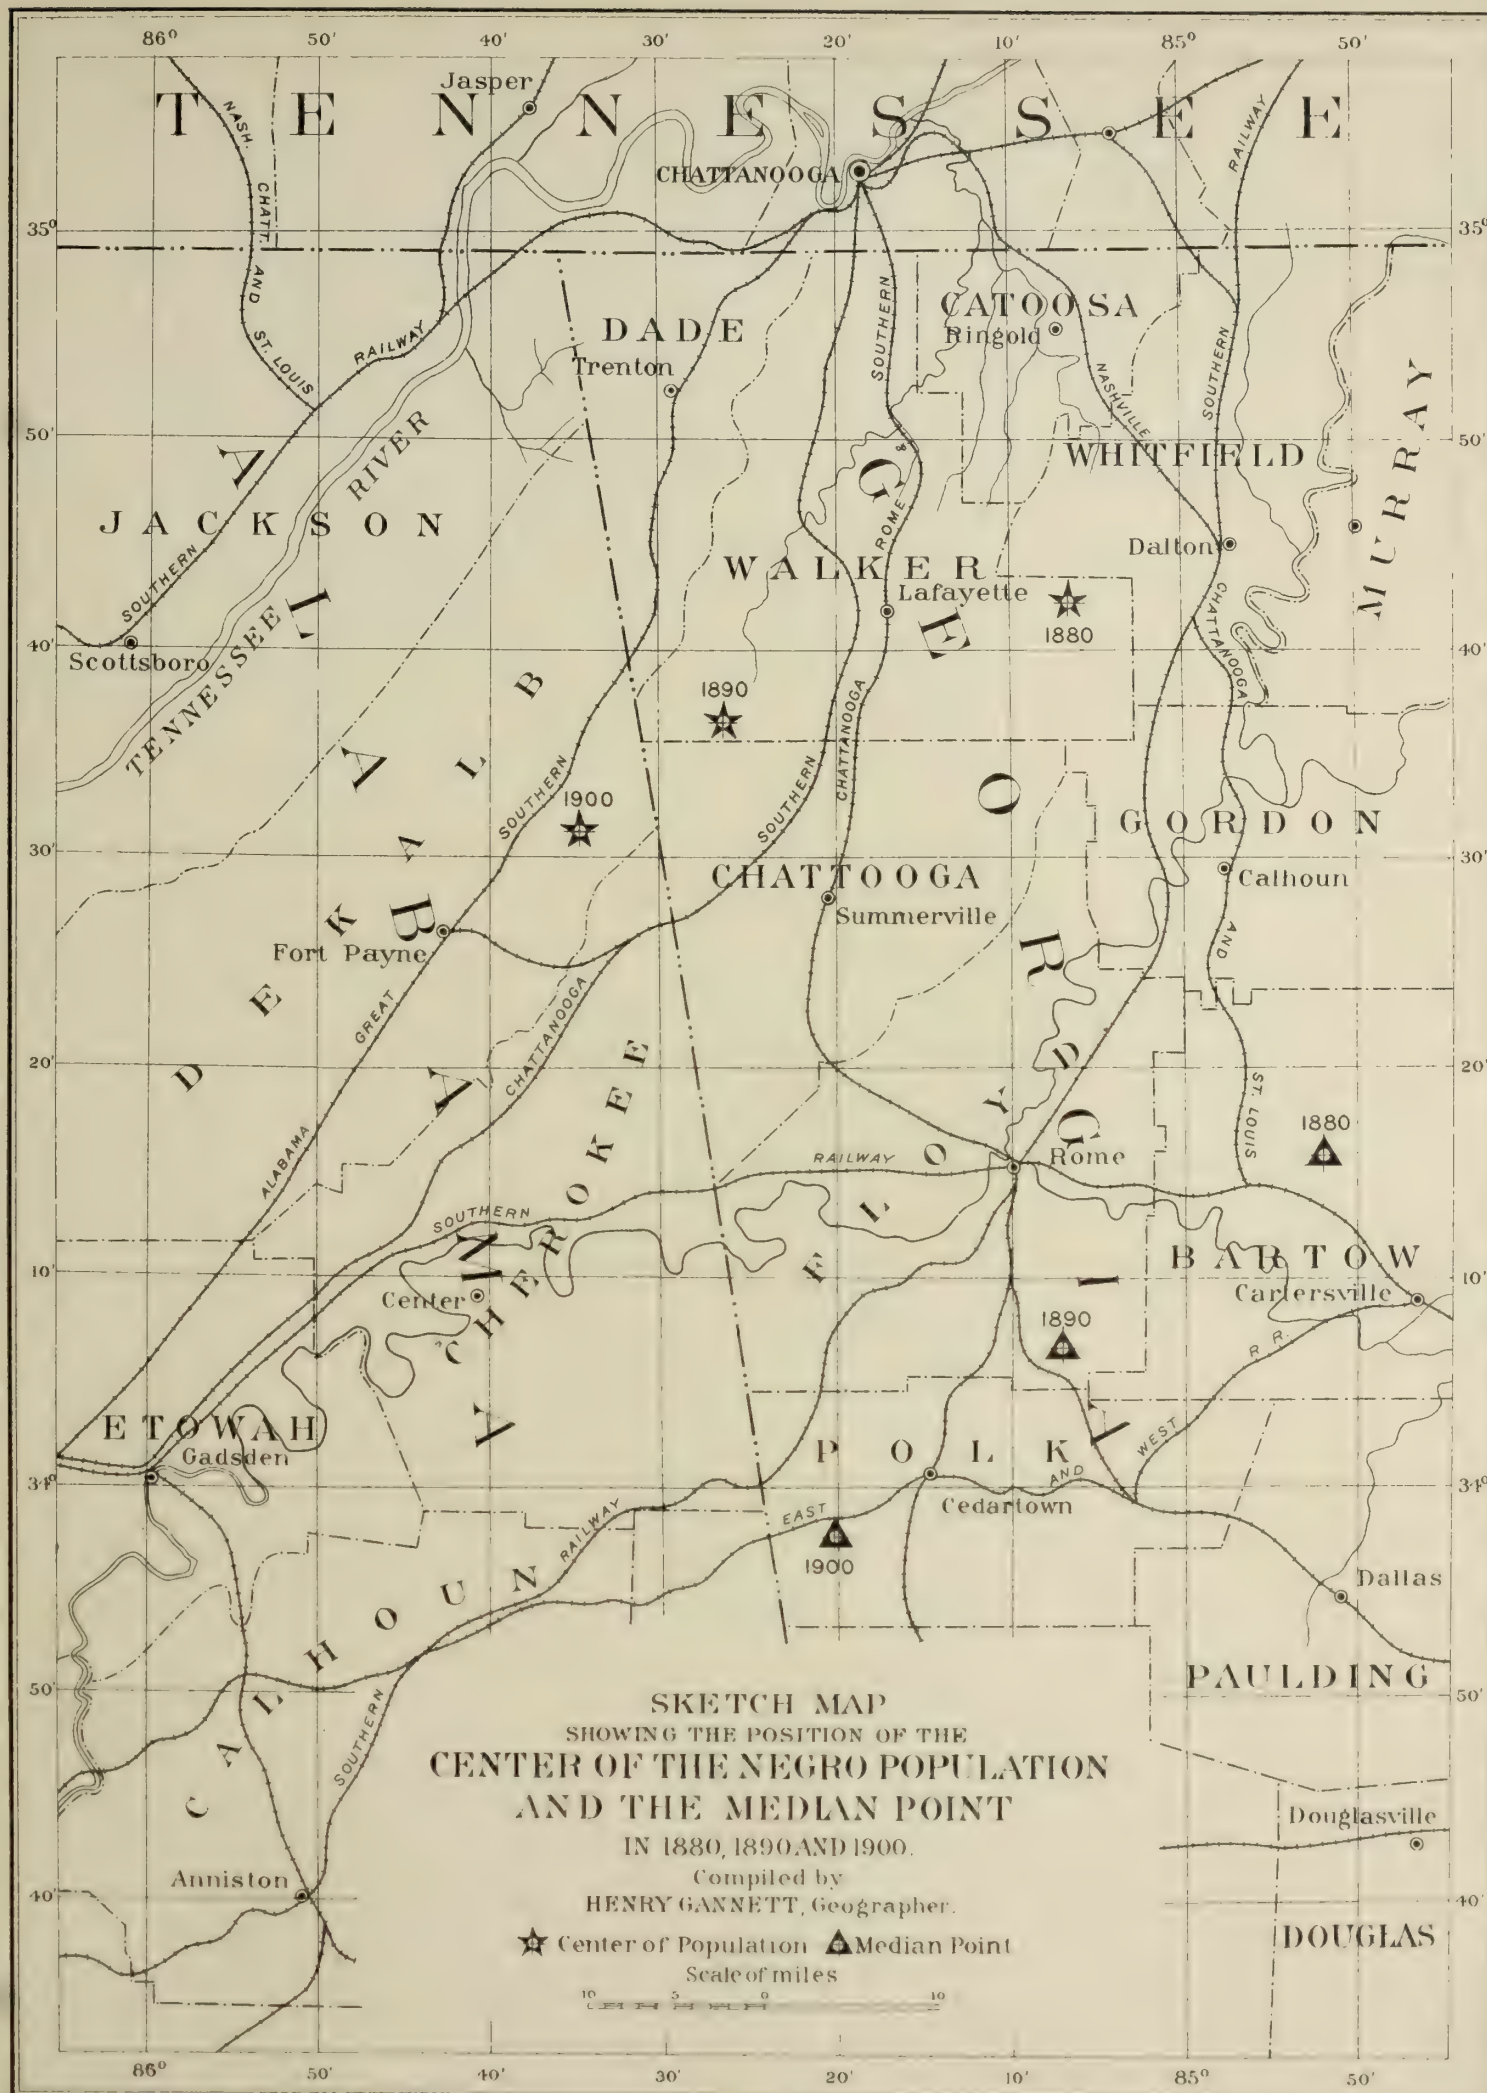 86° 50' 40' 30' 20' 10' 85° 50'
Jasper
TENNESSEE
NASH. CHATT. AND ST. LOUIS RAILWAY
RAILWAY
CHATTANOOGA
35° 35°
CATOOSA
DADE
Ringold
SOUTHERN
SOUTHERN
Trenton
NASHVILLE
MURRAY
50' 50'
WHITFIELD
ALABAMA
GEORGIA
TENNESSEE RIVER
JACKSON
ROME
Dalton
WALKER
Lafayette
SOUTHERN
CHATTANOOGA
1880
40' 40'
Scottsboro
1890
CHATTANOOGA
SOUTHERN
1900
SOUTHERN
GORDON
30' 30'
CHATTOOGA
Calhoun
DEKALB
Summerville
Fort Payne
AND
GREAT
CHATTANOOGA
20' 20'
CHEROKEE
FLOYD
ST. LOUIS
1880
ALABAMA
RAILWAY
Rome
SOUTHERN
BARTOW
10' 10'
Center
Cartersville
1890
R.R.
ETOWAH
WEST
POLK
Gadsden
AND
34° 34°
Cedartown
EAST
RAILWAY
1900
Dallas
CALHOUN
PAULDING
50' 50'
SOUTHERN
SKETCH MAP
SHOWING THE POSITION OF THE
CENTER OF THE NEGRO POPULATION
AND THE MEDIAN POINT
IN 1880, 1890 AND 1900.
Compiled by
HENRY GANNETT, Geographer.
Center of Population Median Point
Scale of miles
10 5 0 10
Douglasville
Anniston
40' 40'
DOUGLAS
86° 50' 40' 30' 20' 10' 85° 50'